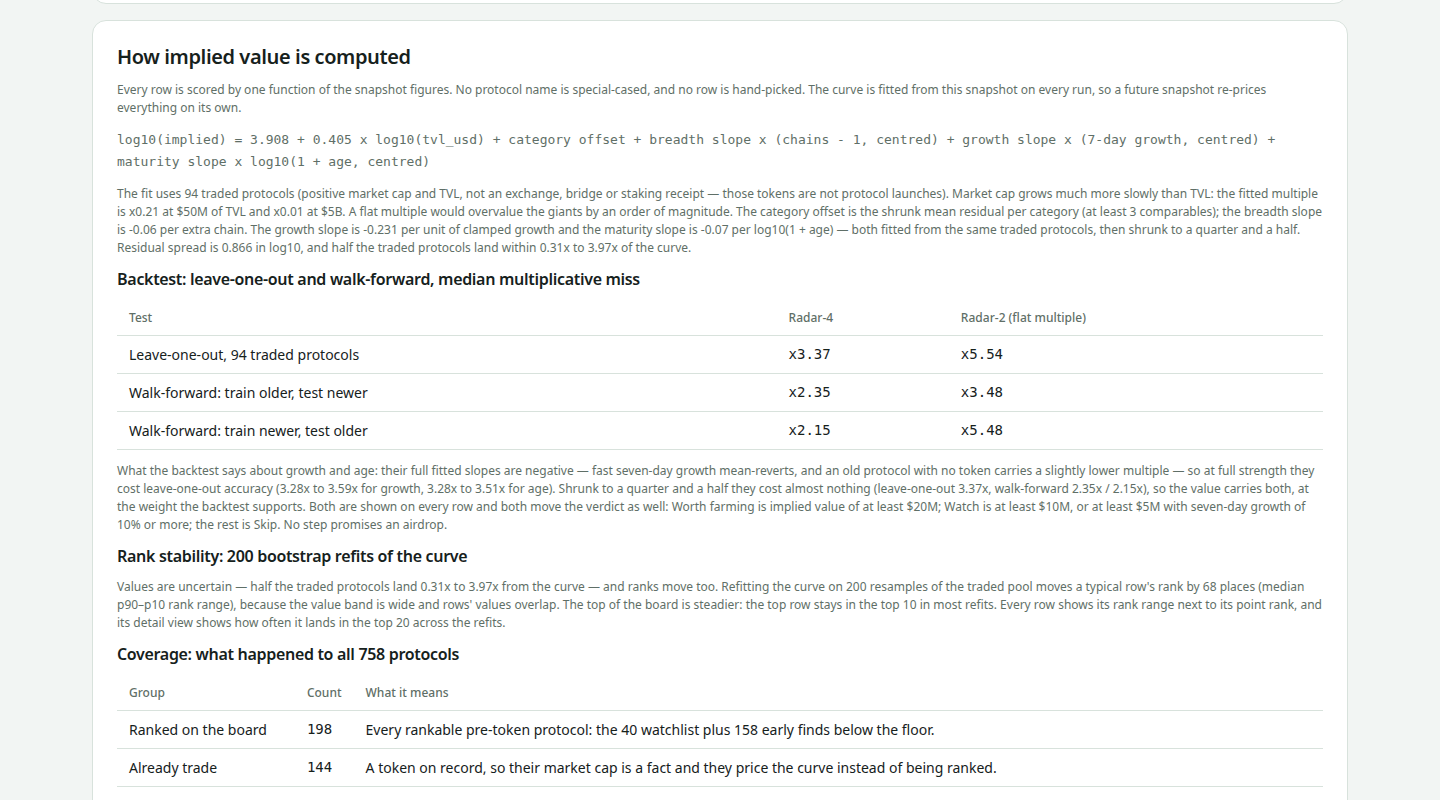 How implied value is computed
Every row is scored by one function of the snapshot figures. No protocol name is special-cased, and no row is hand-picked. The curve is fitted from this snapshot on every run, so a future snapshot re-prices
everything on its own.
log10(implied) = 3.908 + 0.405 x log10(tvl_usd) + category offset + breadth slope x (chains - 1, centred) + growth slope x (7-day growth, centred) +
maturity slope x log10(1 + age, centred)
The fit uses 94 traded protocols (positive market cap and TVL, not an exchange, bridge or staking receipt — those tokens are not protocol launches). Market cap grows much more slowly than TVL: the fitted multiple
is x0.21 at $50M of TVL and x0.01 at $5B. A flat multiple would overvalue the giants by an order of magnitude. The category offset is the shrunk mean residual per category (at least 3 comparables); the breadth slope
is -0.06 per extra chain. The growth slope is -0.231 per unit of clamped growth and the maturity slope is -0.07 per log10(1 + age) — both fitted from the same traded protocols, then shrunk to a quarter and a half.
Residual spread is 0.866 in log10, and half the traded protocols land within 0.31x to 3.97x of the curve.
Backtest: leave-one-out and walk-forward, median multiplicative miss
Test Radar-4 Radar-2 (flat multiple)
Leave-one-out, 94 traded protocols x3.37 x5.54
Walk-forward: train older, test newer x2.35 x3.48
Walk-forward: train newer, test older x2.15 x5.48
What the backtest says about growth and age: their full fitted slopes are negative — fast seven-day growth mean-reverts, and an old protocol with no token carries a slightly lower multiple — so at full strength they
cost leave-one-out accuracy (3.28x to 3.59x for growth, 3.28x to 3.51x for age). Shrunk to a quarter and a half they cost almost nothing (leave-one-out 3.37x, walk-forward 2.35x / 2.15x), so the value carries both, at
the weight the backtest supports. Both are shown on every row and both move the verdict as well: Worth farming is implied value of at least $20M; Watch is at least $10M, or at least $5M with seven-day growth of
10% or more; the rest is Skip. No step promises an airdrop.
Rank stability: 200 bootstrap refits of the curve
Values are uncertain — half the traded protocols land 0.31x to 3.97x from the curve — and ranks move too. Refitting the curve on 200 resamples of the traded pool moves a typical row's rank by 68 places (median
p90–p10 rank range), because the value band is wide and rows' values overlap. The top of the board is steadier: the top row stays in the top 10 in most refits. Every row shows its rank range next to its point rank, and
its detail view shows how often it lands in the top 20 across the refits.
Coverage: what happened to all 758 protocols
Group Count What it means
Ranked on the board 198 Every rankable pre-token protocol: the 40 watchlist plus 158 early finds below the floor.
Already trade 144 A token on record, so their market cap is a fact and they price the curve instead of being ranked.